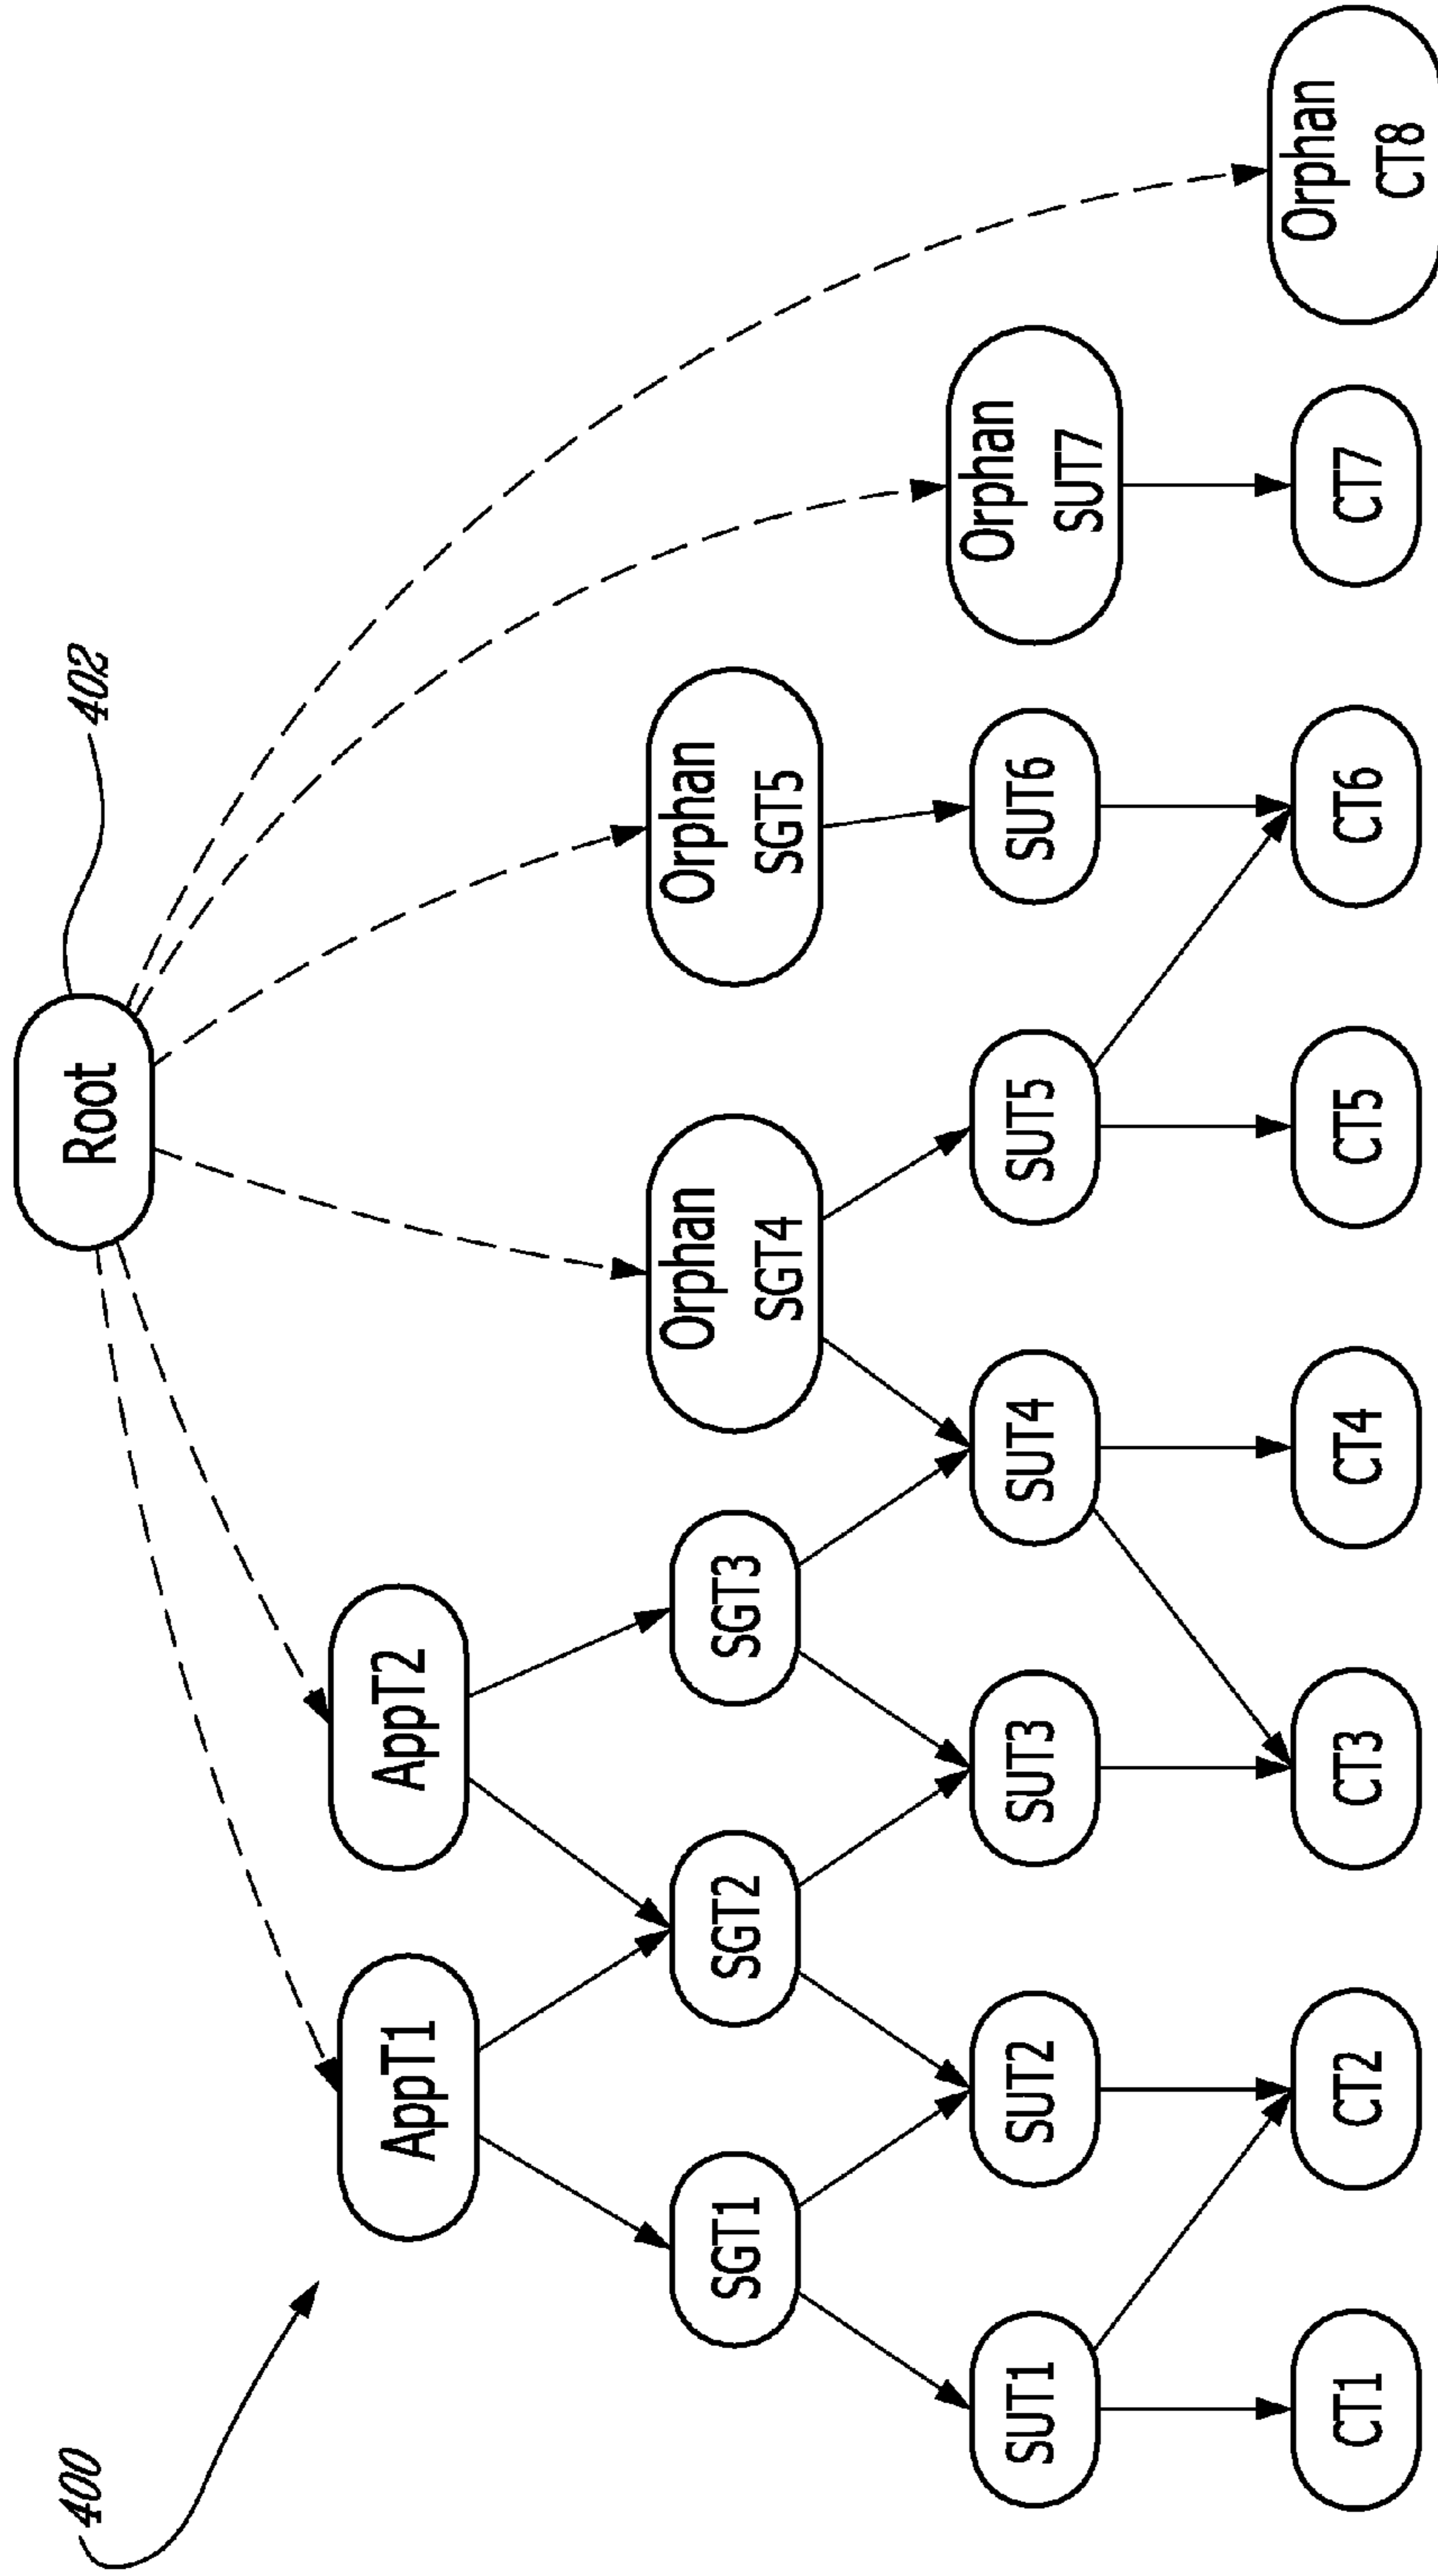 400
402
Root
AppT1
AppT2
SGT1
SGT2
SGT3
Orphan
SGT4
Orphan
SGT5
SUT1
SUT2
SUT3
SUT4
SUT5
SUT6
Orphan
SUT7
CT1
CT2
CT3
CT4
CT5
CT6
CT7
Orphan
CT8